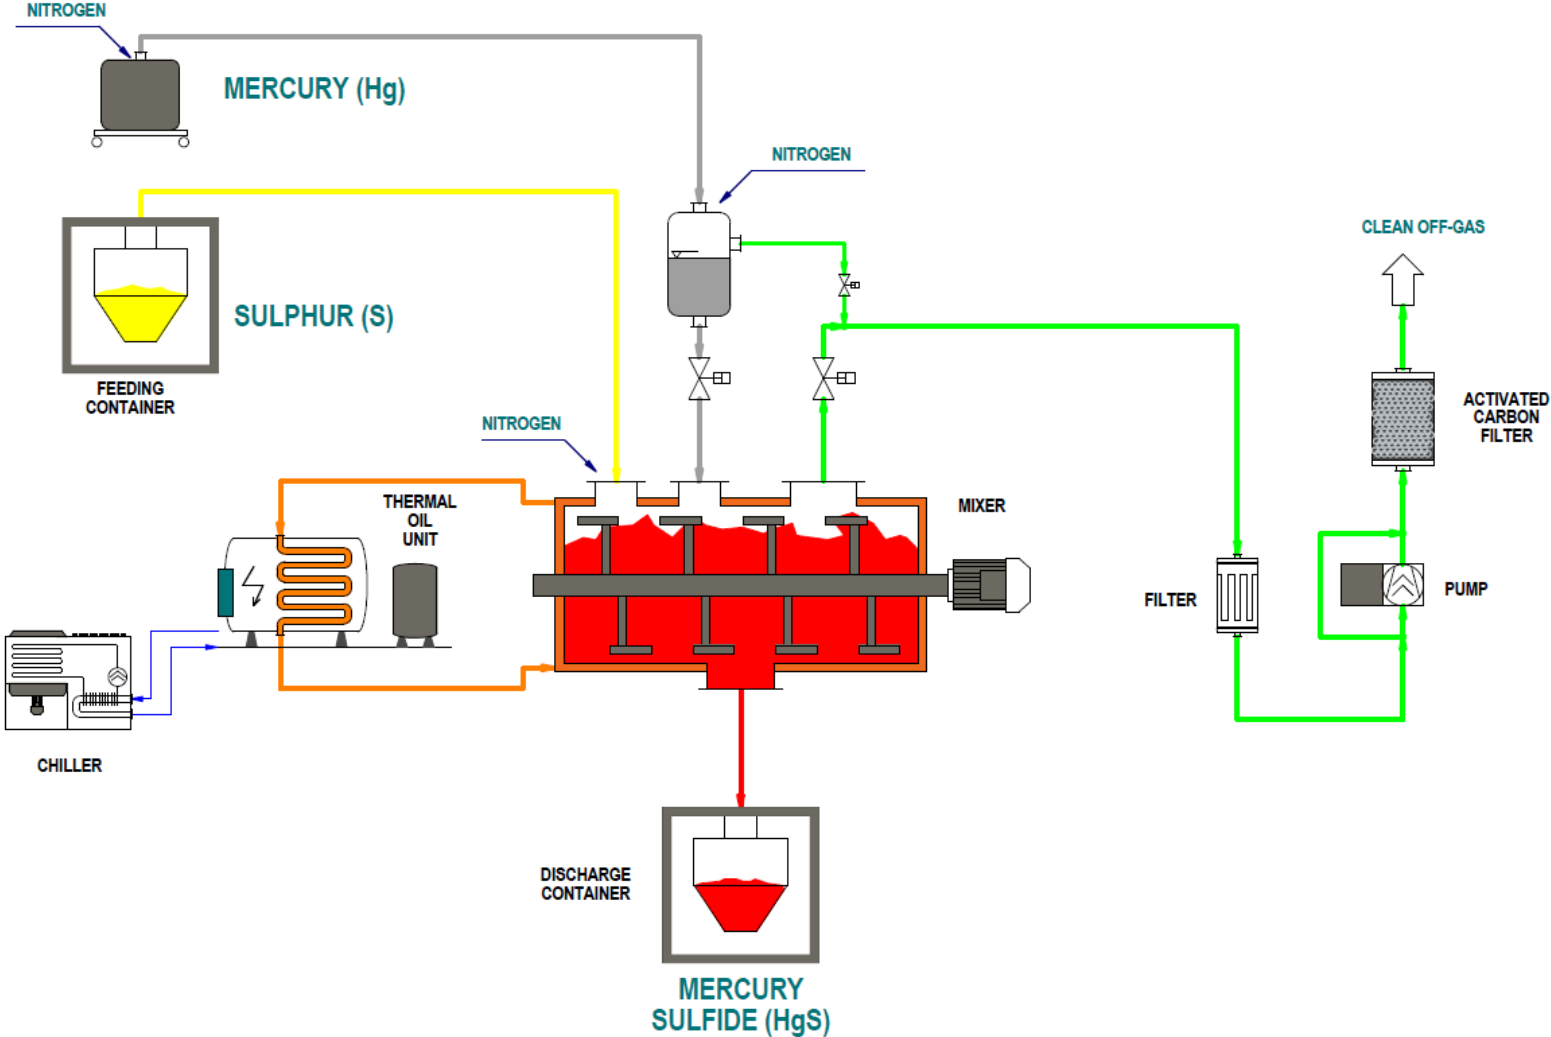 NITROGEN
MERCURY (Hg)
NITROGEN
CLEAN OFF-GAS
SULPHUR (S)
FEEDING
CONTAINER
NITROGEN
ACTIVATED
CARBON
FILTER
THERMAL
OIL
UNIT
MIXER
FILTER
PUMP
CHILLER
DISCHARGE
CONTAINER
MERCURY
SULFIDE (HgS)